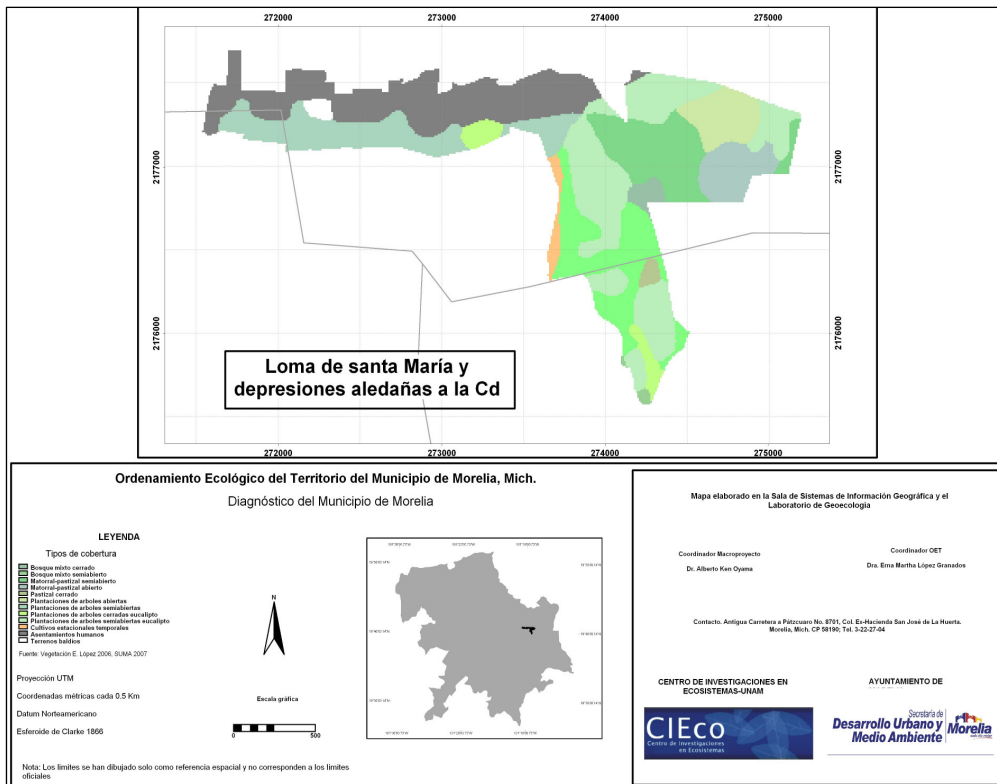 272000 273000 274000 275000
2177000 2177000
2176000 2176000
Loma de santa María y
depresiones aledañas a la Cd
272000 273000 274000 275000
Ordenamiento Ecológico del Territorio del Municipio de Morelia, Mich.
Diagnóstico del Municipio de Morelia
LEYENDA
Tipos de cobertura
Bosque mixto cerrado
Bosque mixto semiabierto
Matorral-pastizal semibierto
Matorral-pastizal abierto
Pastizal cerrado
Plantaciones de arboles abiertas
Plantaciones de arboles semiabiertas
Plantaciones de arboles cerradas eucalipto
Plantaciones de arboles semiabiertas eucalipto
Cultivos estacionales temporales
Asentamientos humanos
Terrenos baldios
Fuente: Vegetación E. López 2006, SUMA 2007
Proyección UTM
Coordenadas métricas cada 0.5 Km
Datum Norteamericano
Esferoide de Clarke 1866
N
Escala gráfica
0 500
Nota: Los limites se han dibujado solo como referencia espacial y no corresponden a los limites
oficiales
Mapa elaborado en la Sala de Sistemas de Información Geográfica y el
Laboratorio de Geoecología
Coordinador Macroproyecto
Dr. Alberto Ken Oyama
Coordinador OET
Dra. Erna Martha López Granados
Contacto. Antigua Carretera a Pátzcuaro No. 8701, Col. Ex-Hacienda San José de La Huerta.
Morelia, Mich. CP 58190; Tel. 3-22-27-04
CENTRO DE INVESTIGACIONES EN
ECOSISTEMAS-UNAM
AYUNTAMIENTO DE
CIEco
Centro de Investigaciones
en Ecosistemas
Secretaría de
Desarrollo Urbano y
Medio Ambiente
Morelia